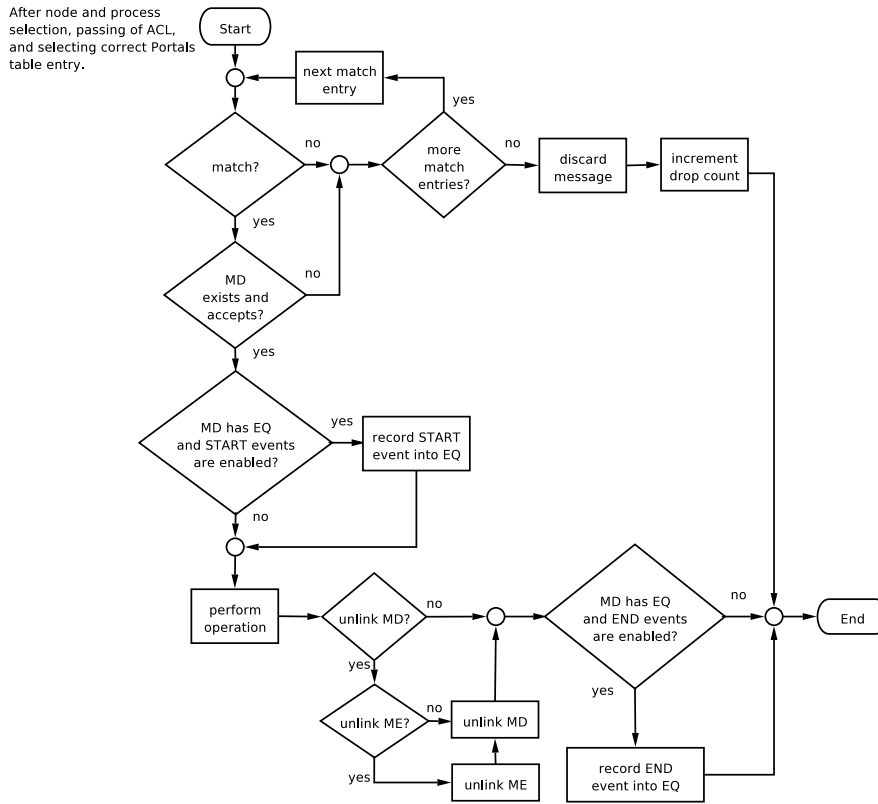 After node and process
selection, passing of ACL,
and selecting correct Portals
table entry.
Start
next match
entry
yes
match?
no
more
match
entries?
no
discard
message
increment
drop count
yes
MD
exists and
accepts?
no
yes
MD has EQ
and START events
are enabled?
yes
record START
event into EQ
no
perform
operation
unlink MD?
no
MD has EQ
and END events
are enabled?
no
End
yes
unlink ME?
no
unlink MD
yes
yes
unlink ME
record END
event into EQ